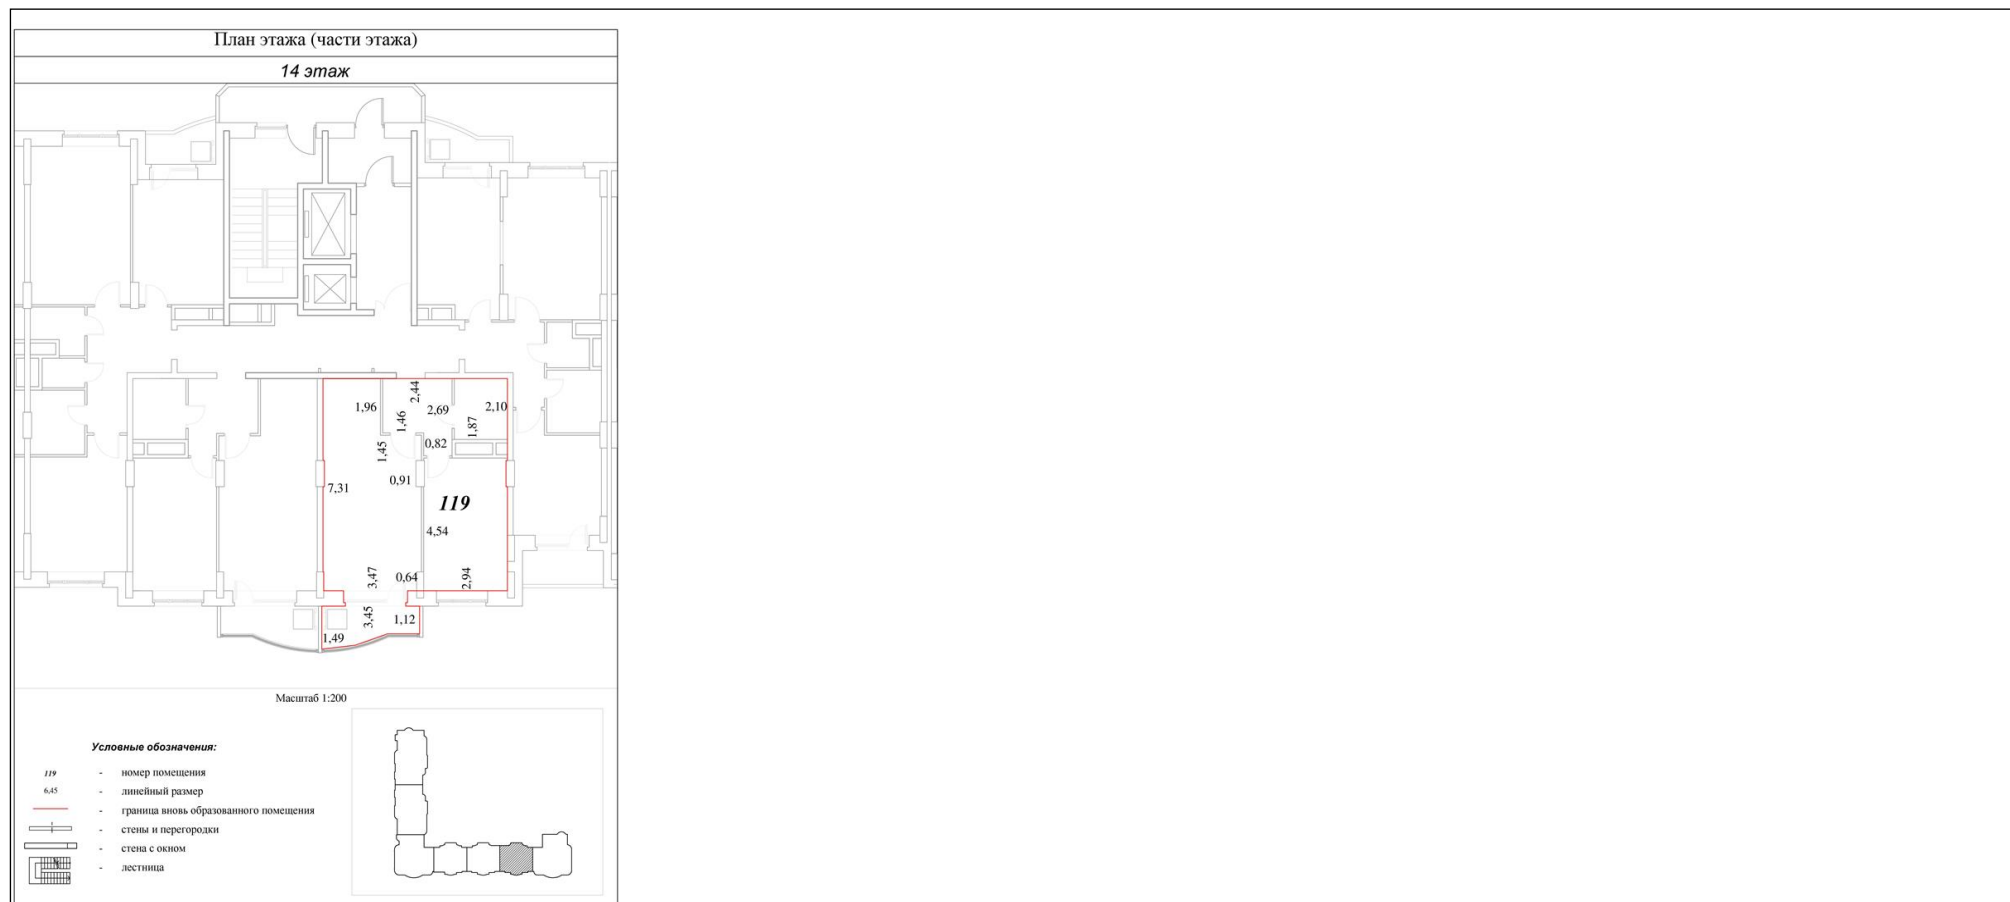 План этажа (части этажа)
14 этаж
2,44
1,96
2,69
2,10
1,46
1,87
0,82
1,45
0,91
7,31
119
4,54
3,47
0,64
2,94
3,45
1,12
1,49
Масштаб 1:200
Условные обозначения:
119 - номер помещения
6,45 - линейный размер
- граница вновь образованного помещения
- стены и перегородки
- стена с окном
- лестница